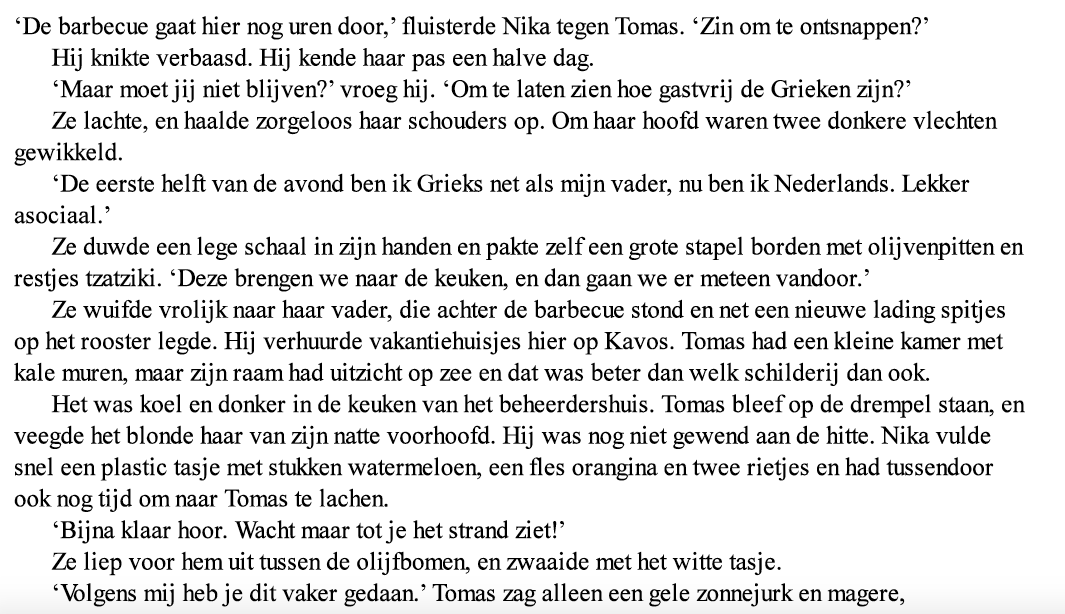 ‘De barbecue gaat hier nog uren door,’ fluisterde Nika tegen Tomas. ‘Zin om te ontsnappen?’
Hij knikte verbaasd. Hij kende haar pas een halve dag.
‘Maar moet jij niet blijven?’ vroeg hij. ‘Om te laten zien hoe gastvrij de Grieken zijn?’
Ze lachte, en haalde zorgeloos haar schouders op. Om haar hoofd waren twee donkere vlechten
gewikkeld.
‘De eerste helft van de avond ben ik Grieks net als mijn vader, nu ben ik Nederlands. Lekker
asociaal.’
Ze duwde een lege schaal in zijn handen en pakte zelf een grote stapel borden met olijvenpitten en
restjes tzatziki. ‘Deze brengen we naar de keuken, en dan gaan we er meteen vandoor.’
Ze wuifde vrolijk naar haar vader, die achter de barbecue stond en net een nieuwe lading spitjes
op het rooster legde. Hij verhuurde vakantiehuisjes hier op Kavos. Tomas had een kleine kamer met
kale muren, maar zijn raam had uitzicht op zee en dat was beter dan welk schilderij dan ook.
Het was koel en donker in de keuken van het beheerdershuis. Tomas bleef op de drempel staan, en
veegde het blonde haar van zijn natte voorhoofd. Hij was nog niet gewend aan de hitte. Nika vulde
snel een plastic tasje met stukken watermeloen, een fles orangina en twee rietjes en had tussendoor
ook nog tijd om naar Tomas te lachen.
‘Bijna klaar hoor. Wacht maar tot je het strand ziet!’
Ze liep voor hem uit tussen de olijfbomen, en zwaaide met het witte tasje.
‘Volgens mij heb je dit vaker gedaan.’ Tomas zag alleen een gele zonnejurk en magere,